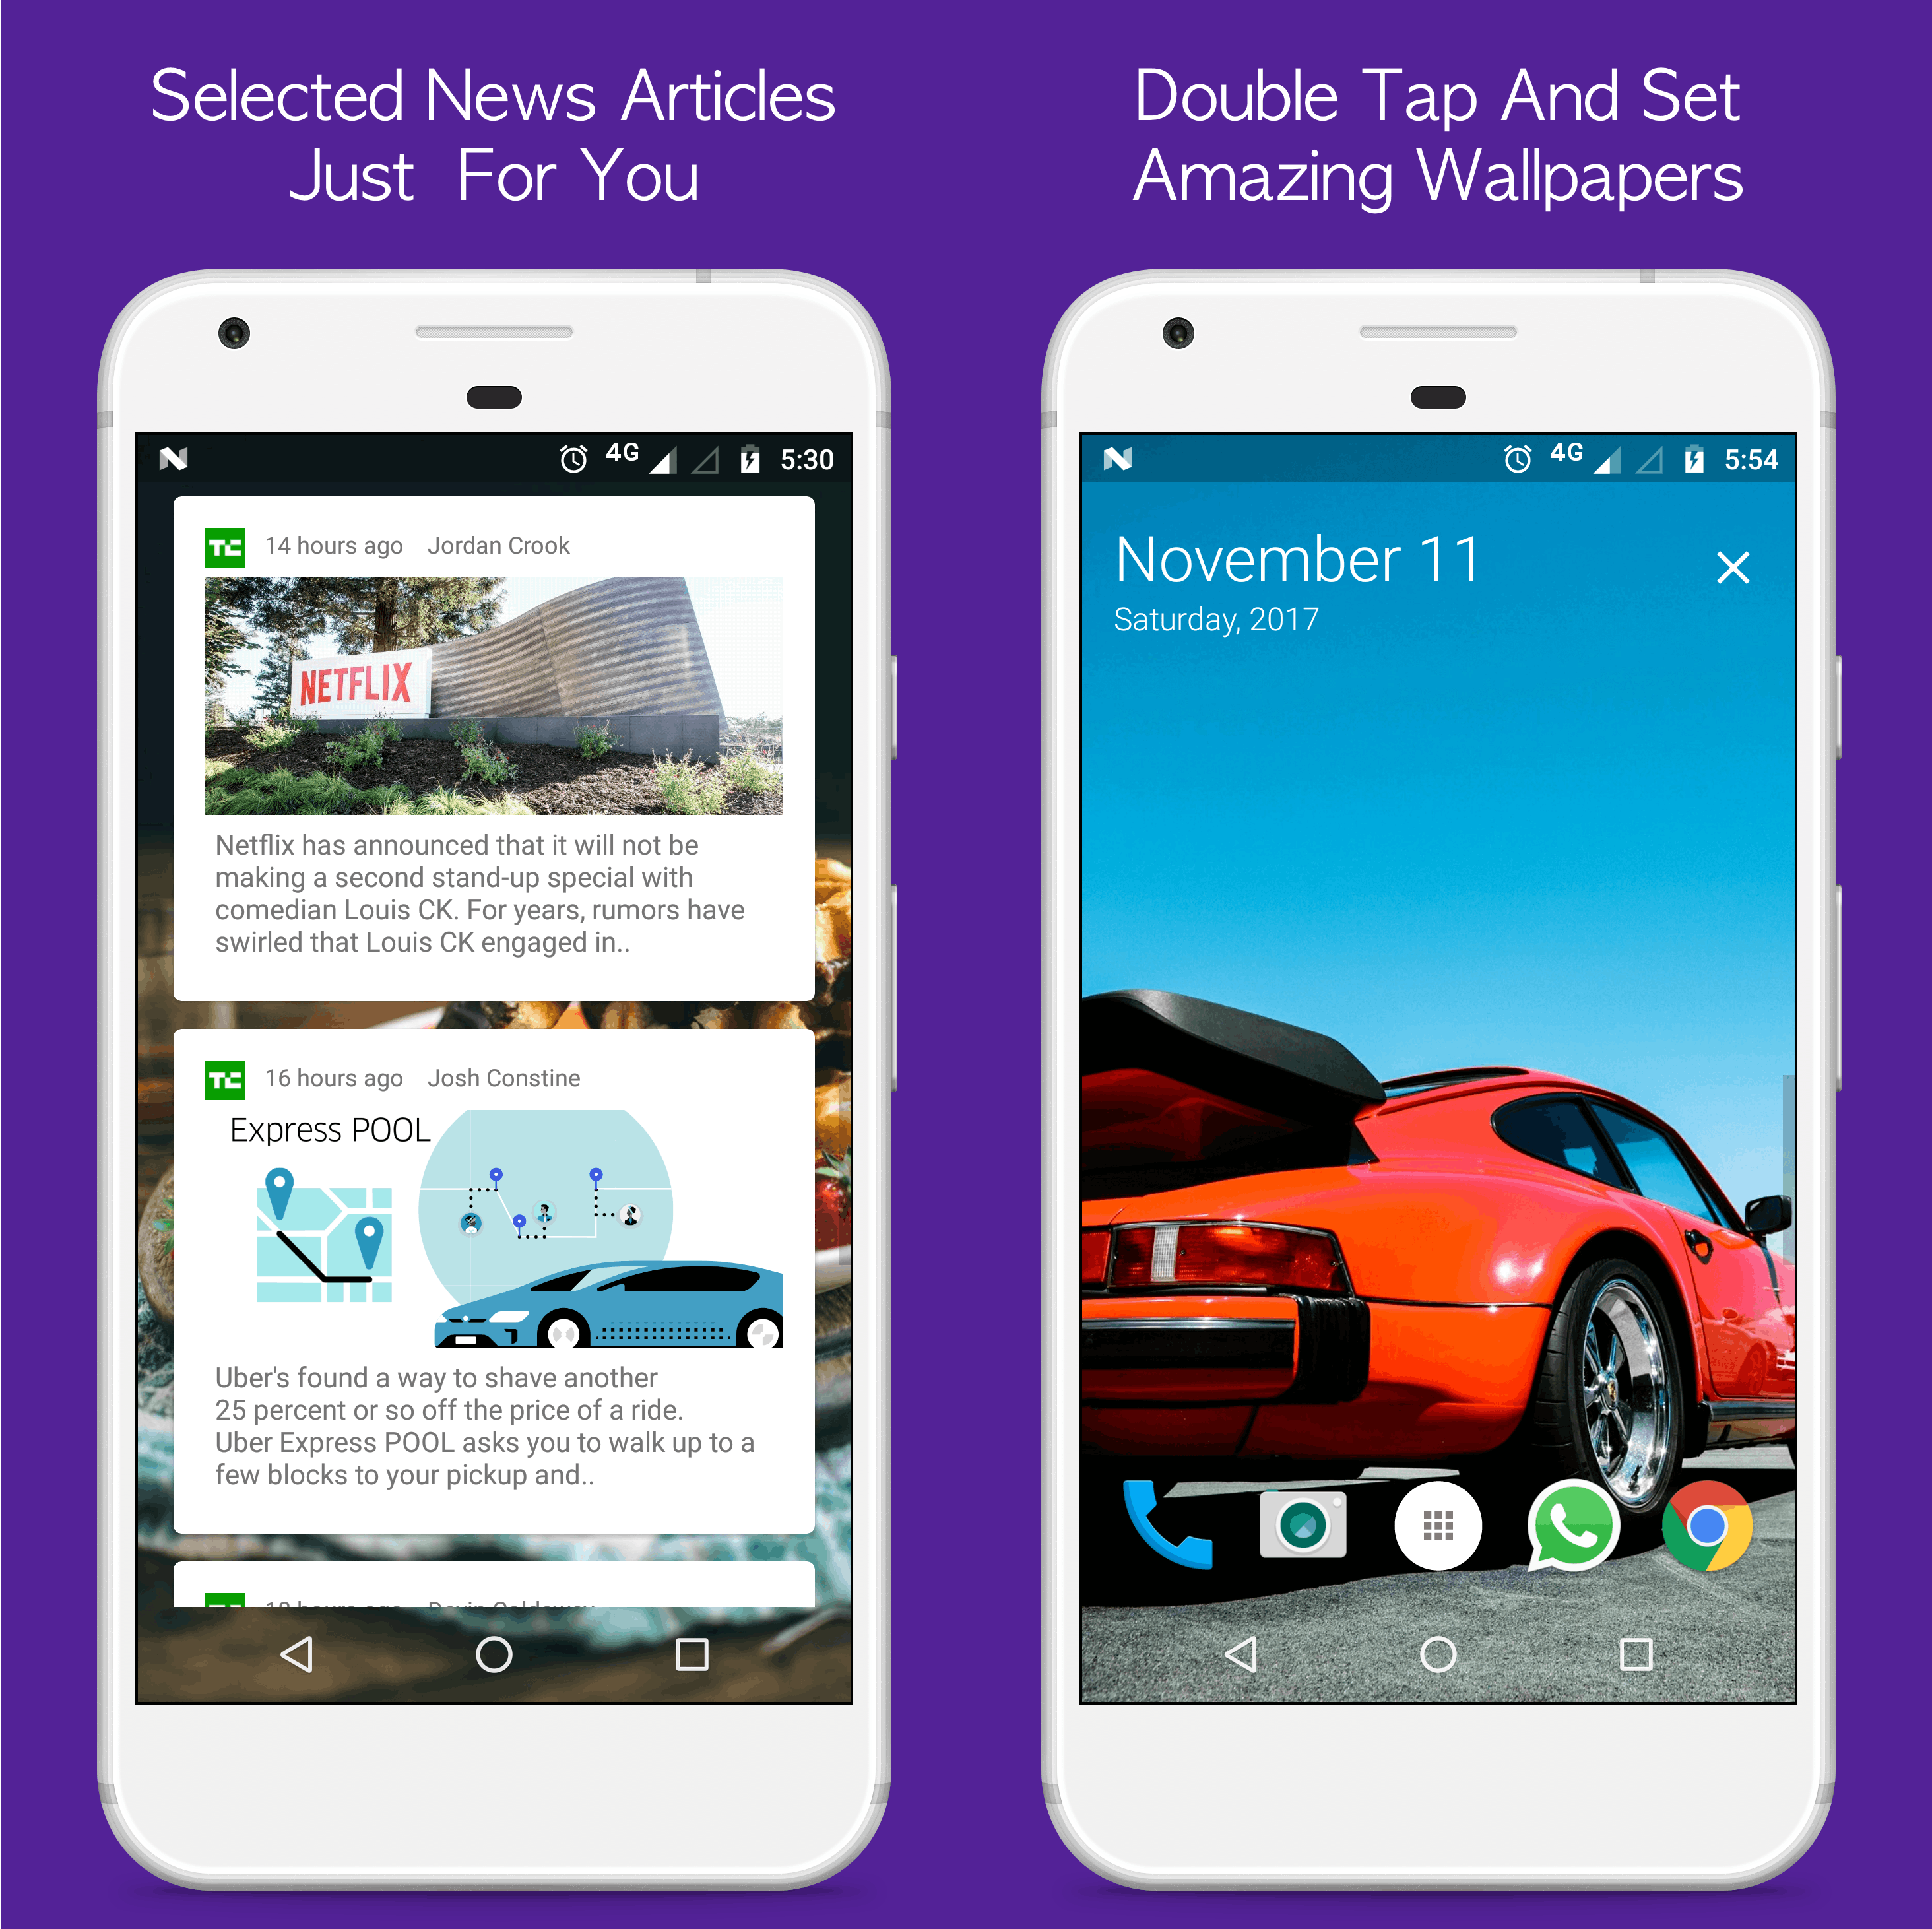 Selected News Articles
Just For You
4G 5:30
TC 14 hours ago Jordan Crook
NETFLIX
Netflix has announced that it will not be
making a second stand-up special with
comedian Louis CK. For years, rumors have
swirled that Louis CK engaged in..
TC 16 hours ago Josh Constine
Express POOL
Uber's found a way to shave another
25 percent or so off the price of a ride.
Uber Express POOL asks you to walk up to a
few blocks to your pickup and..
hours ago
Double Tap And Set
Amazing Wallpapers
4G 5:54
November 11
Saturday, 2017